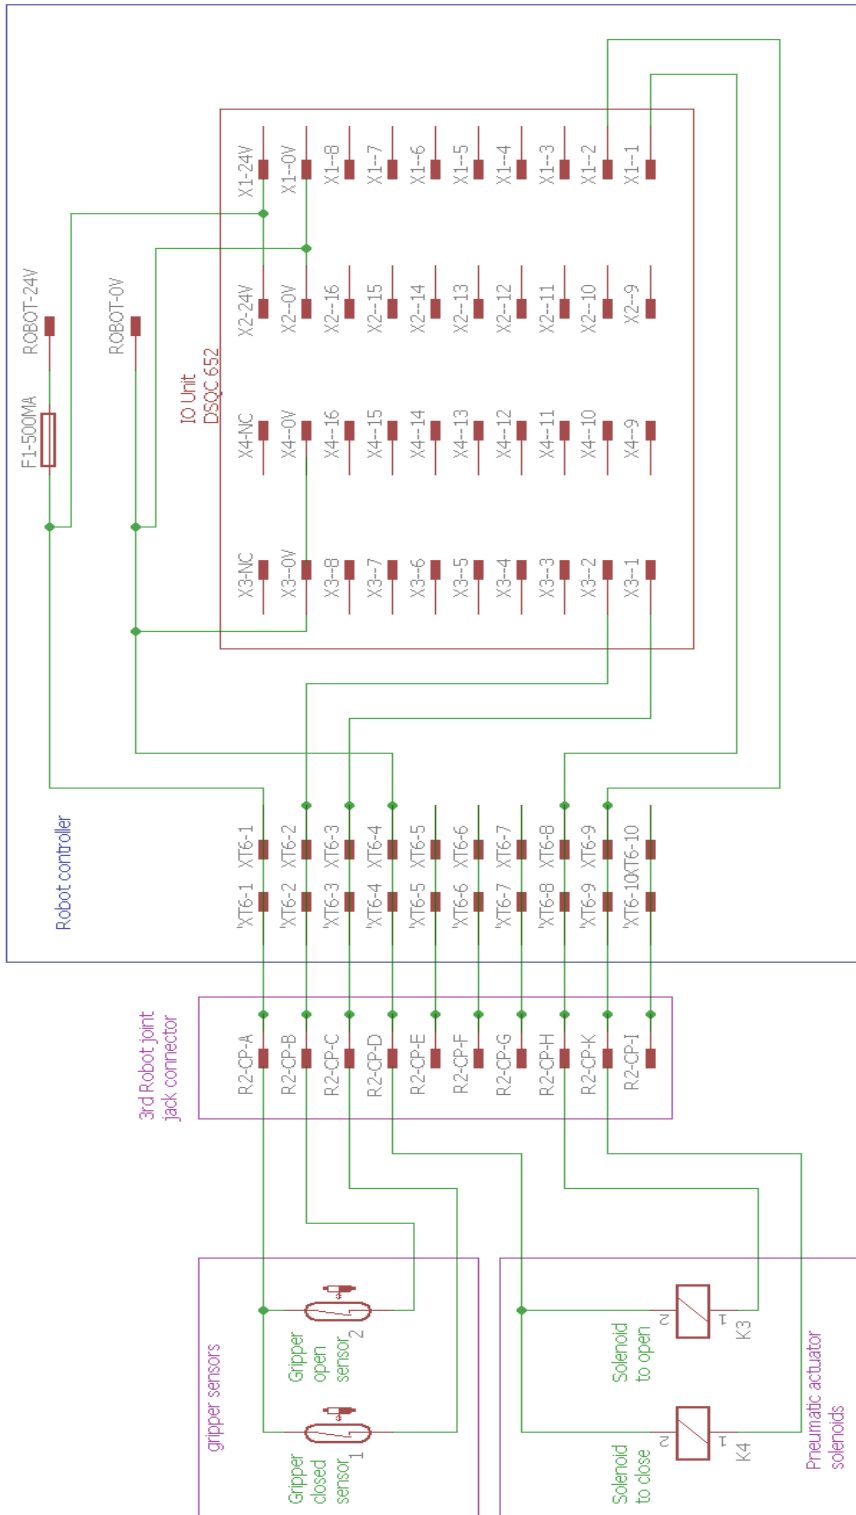 ROBOT-24V
ROBOT-0V
F1-500MA
IO Unit
DSQC 652
X1-24V
X1--0V
X1--8
X1--7
X1--6
X1--5
X1--4
X1--3
X1--2
X1--1
X2-24V
X2--0V
X2--16
X2--15
X2--14
X2--13
X2--12
X2--11
X2--10
X2--9
X4-NC
X4--0V
X4--16
X4--15
X4--14
X4--13
X4--12
X4--11
X4--10
X4--9
X3-NC
X3--0V
X3--8
X3--7
X3--6
X3--5
X3--4
X3--3
X3--2
X3--1
Robot controller
XT6-1
XT6-2
XT6-3
XT6-4
XT6-5
XT6-6
XT6-7
XT6-8
XT6-9
XT6-10
'XT6-1
'XT6-2
'XT6-3
'XT6-4
'XT6-5
'XT6-6
'XT6-7
'XT6-8
'XT6-9
'XT6-10
3rd Robot joint
jack connector
R2-CP-A
R2-CP-B
R2-CP-C
R2-CP-D
R2-CP-E
R2-CP-F
R2-CP-G
R2-CP-H
R2-CP-K
R2-CP-I
gripper sensors
Gripper
open
sensor
2
Gripper
closed
sensor
1
Solenoid
to open
2
1
K3
Solenoid
to close
2
1
K4
Pneumatic actuator
solenoids